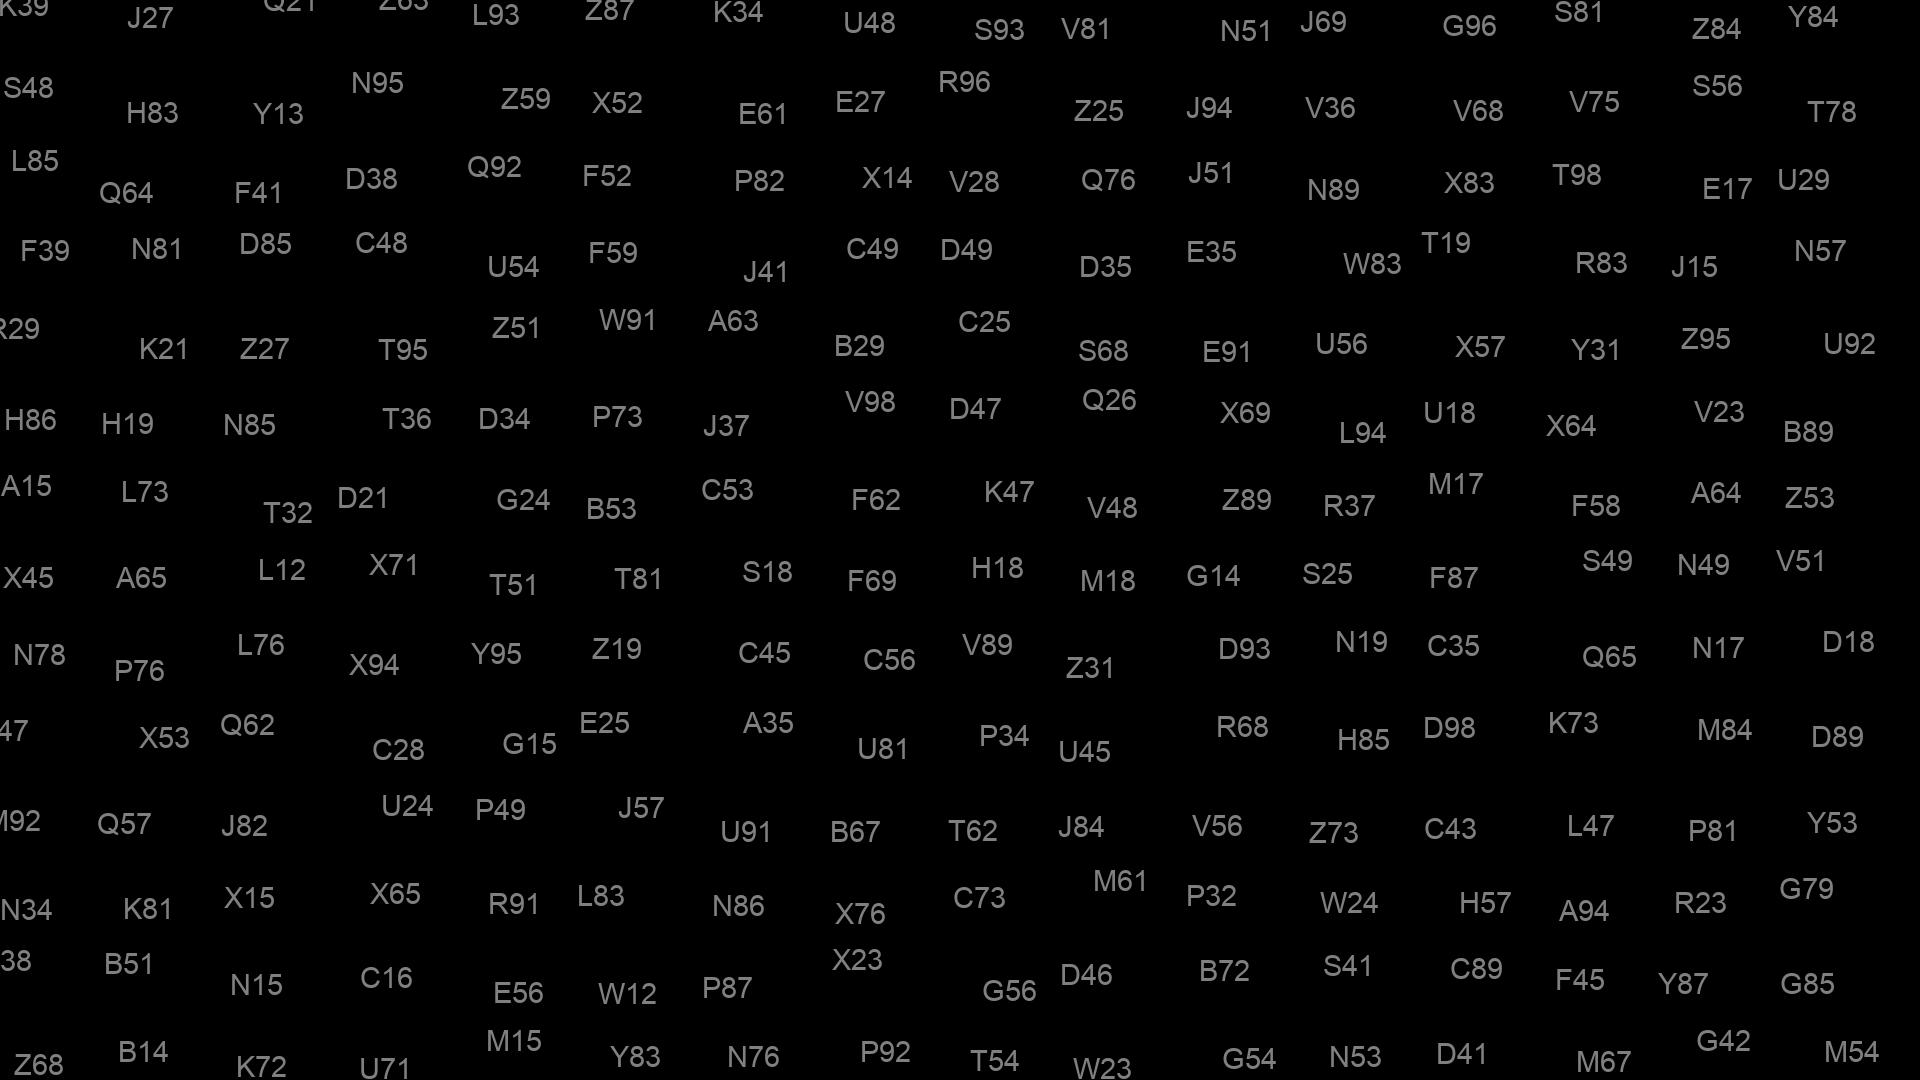 K39 J27 Q21 Z63 L93 Z87 K34 U48 S93 V81 N51 J69 G96 S81 Z84 Y84
S48 H83 Y13 N95 Z59 X52 E61 E27 R96 Z25 J94 V36 V68 V75 S56 T78
L85 Q64 F41 D38 Q92 F52 P82 X14 V28 Q76 J51 N89 X83 T98 E17 U29
F39 N81 D85 C48 U54 F59 J41 C49 D49 D35 E35 W83 T19 R83 J15 N57
R29 K21 Z27 T95 Z51 W91 A63 B29 C25 S68 E91 U56 X57 Y31 Z95 U92
H86 H19 N85 T36 D34 P73 J37 V98 D47 Q26 X69 L94 U18 X64 V23 B89
A15 L73 T32 D21 G24 B53 C53 F62 K47 V48 Z89 R37 M17 F58 A64 Z53
X45 A65 L12 X71 T51 T81 S18 F69 H18 M18 G14 S25 F87 S49 N49 V51
N78 P76 L76 X94 Y95 Z19 C45 C56 V89 Z31 D93 N19 C35 Q65 N17 D18
47 X53 Q62 C28 G15 E25 A35 U81 P34 U45 R68 H85 D98 K73 M84 D89
M92 Q57 J82 U24 P49 J57 U91 B67 T62 J84 V56 Z73 C43 L47 P81 Y53
N34 K81 X15 X65 R91 L83 N86 X76 C73 M61 P32 W24 H57 A94 R23 G79
38 B51 N15 C16 E56 W12 P87 X23 G56 D46 B72 S41 C89 F45 Y87 G85
Z68 B14 K72 U71 M15 Y83 N76 P92 T54 W23 G54 N53 D41 M67 G42 M54